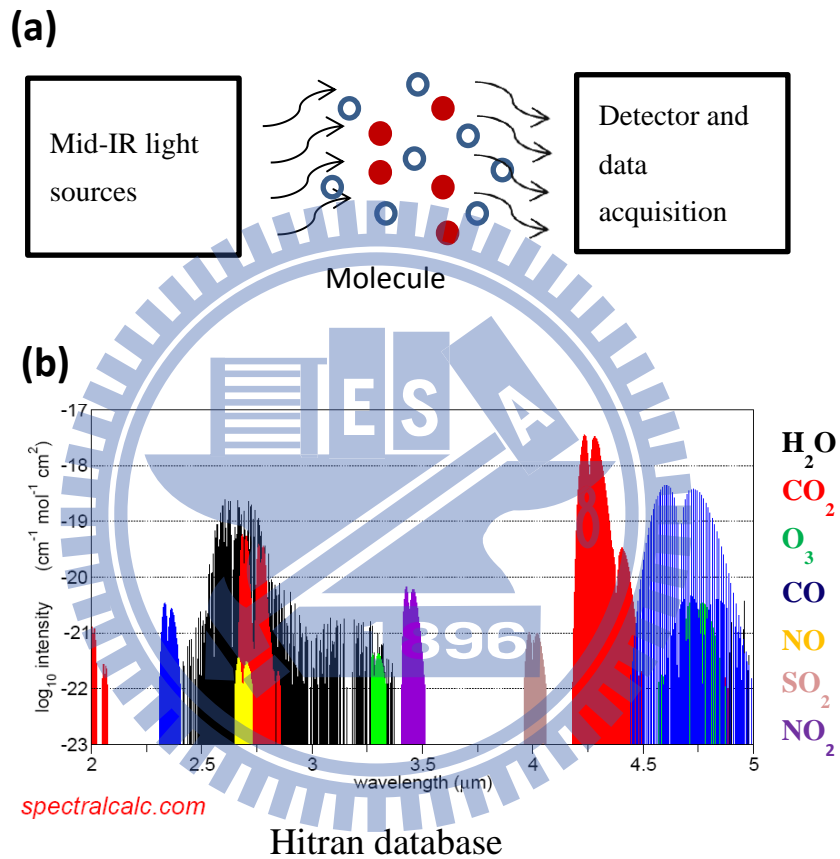 (a)
Mid-IR light
sources
Detector and
data
acquisition
Molecule
(b)
E S A
1896
-17
-18
-19
-20
-21
-22
-23
log10 intensity (cm-1 mol-1 cm2)
2 2.5 3 3.5 4 4.5 5
wavelength (μm)
H2O
CO2
O3
CO
NO
SO2
NO2
spectralcalc.com
Hitran database